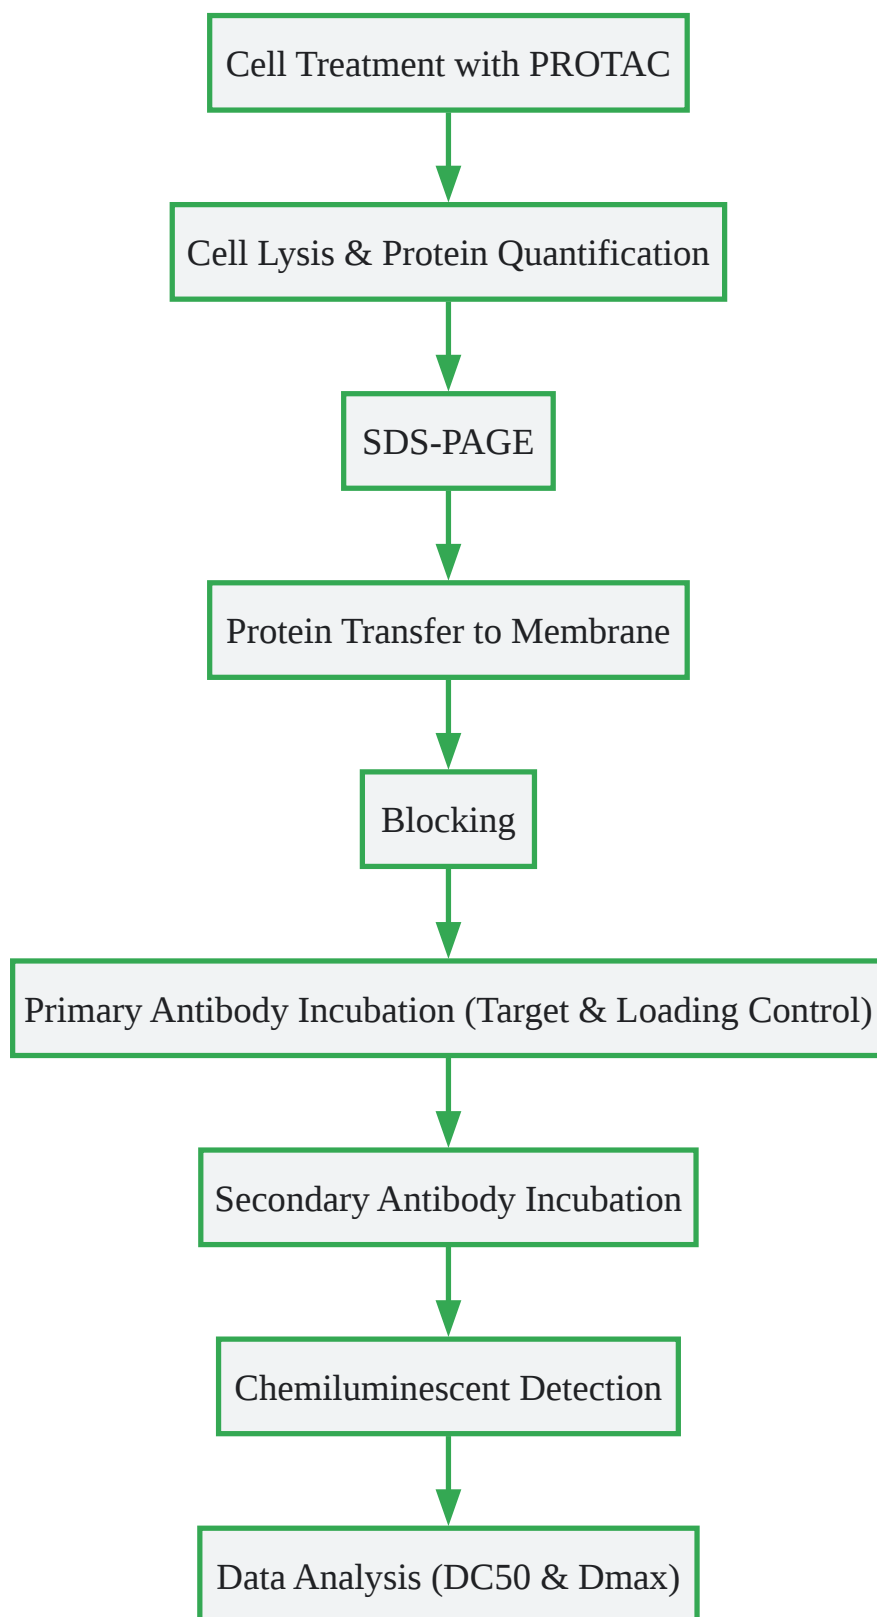 Cell Treatment with PROTAC
Cell Lysis & Protein Quantification
SDS-PAGE
Protein Transfer to Membrane
Blocking
Primary Antibody Incubation (Target & Loading Control)
Secondary Antibody Incubation
Chemiluminescent Detection
Data Analysis (DC50 & Dmax)